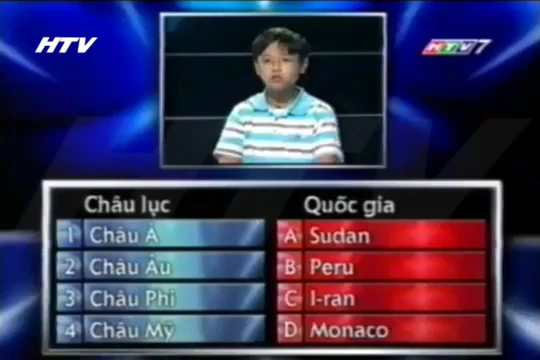 HTV
HTV7
HTV
Châu lục
Quốc gia
1 Châu Á
A Sudan
2 Châu Âu
B Peru
3 Châu Phi
C I-ran
4 Châu Mỹ
D Monaco